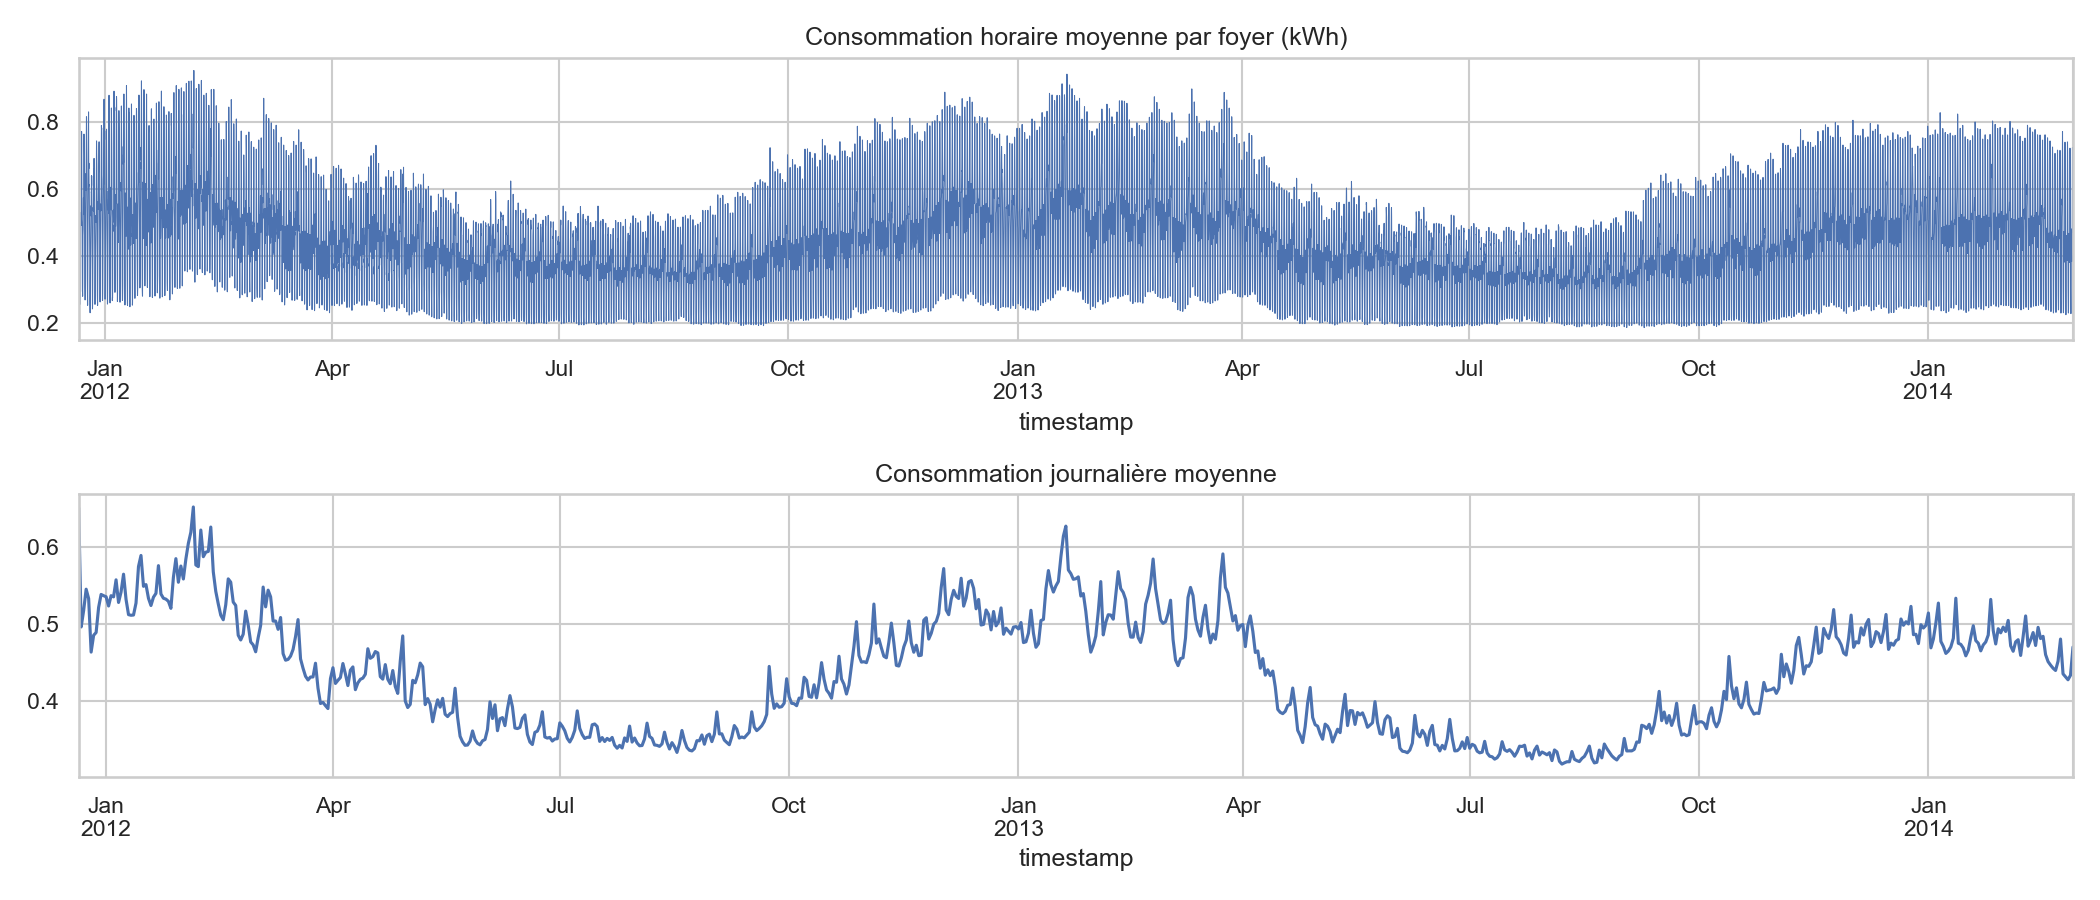 Consommation horaire moyenne par foyer (kWh)
0.8
0.6
0.4
0.2
Jan Apr Jul Oct Jan Apr Jul Oct Jan
2012 2013 2014
timestamp
Consommation journalière moyenne
0.6
0.5
0.4
Jan Apr Jul Oct Jan Apr Jul Oct Jan
2012 2013 2014
timestamp